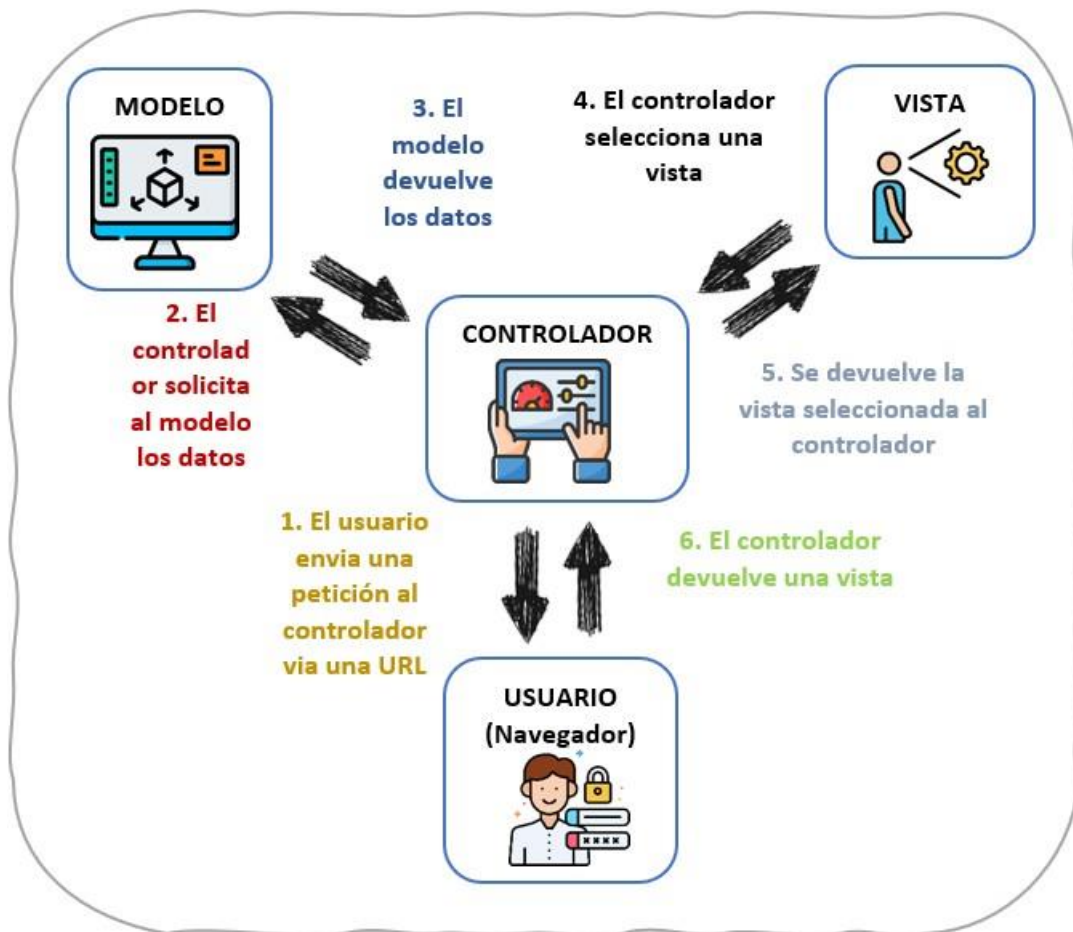 MODELO
3. El
modelo
devuelve
los datos
4. El controlador
selecciona una
vista
VISTA
2. El
controlad
or solicita
al modelo
los datos
CONTROLADOR
5. Se devuelve la
vista seleccionada al
controlador
1. El usuario
envia una
petición al
controlador
via una URL
6. El controlador
devuelve una vista
USUARIO
(Navegador)